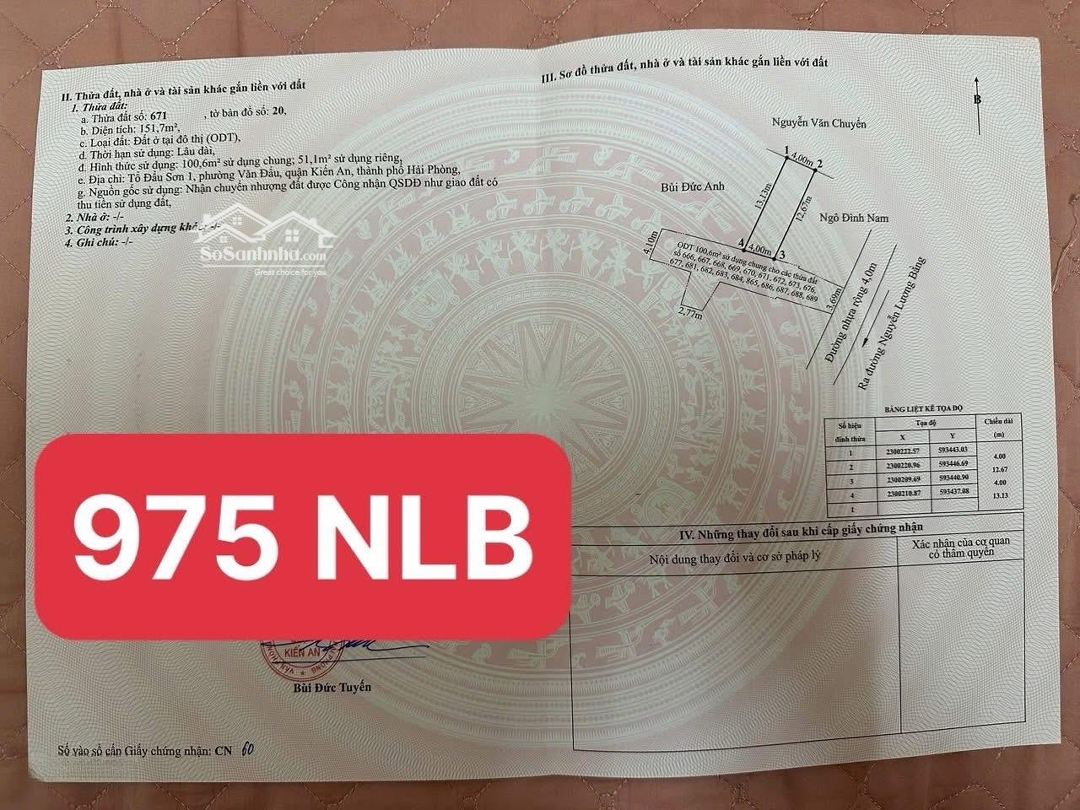 II. Thửa đất, nhà ở và tài sản khác gắn liền với đất
1. Thửa đất:
a. Thửa đất số: 671 , tờ bản đồ số: 20,
b. Diện tích: 151,7m²,
c. Loại đất: Đất ở tại đô thị (ODT),
d. Thời hạn sử dụng: Lâu dài,
đ. Hình thức sử dụng: 100,6m² sử dụng chung; 51,1m² sử dụng riêng,
e. Địa chỉ: Tổ Đẩu Sơn 1, phường Văn Đẩu, quận Kiến An, thành phố Hải Phòng,
g. Nguồn gốc sử dụng: Nhận chuyển nhượng đất được Công nhận QSDĐ như giao đất có
thu tiền sử dụng đất,
2. Nhà ở: -/-
3. Công trình xây dựng khác: -/-
4. Ghi chú: -/-
SoSanhnha.com
Great choice for you
975 NLB
KIẾN AN
Bùi Đức Tuyến
Số vào sổ cấp Giấy chứng nhận: CN 60
III. Sơ đồ thửa đất, nhà ở và tài sản khác gắn liền với đất
B
Nguyễn Văn Chuyển
1 4,00m 2
Bùi Đức Anh
13,13m
12,67m
Ngô Đình Nam
4 4,00m 3
4,10m
ODT 100,6m² sử dụng chung cho các thửa đất
số 666, 667, 668, 669, 670, 671, 672, 673, 676,
677, 681, 682, 683, 684, 865, 686, 687, 688, 689
3,69m
2,77m
Đường nhựa rộng 4,0m
Ra đường Nguyễn Lương Bằng
BẢNG LIỆT KÊ TỌA ĐỘ
Số hiệu đỉnh thửa Tọa độ Chiều dài (m)
X Y
1 2300222.57 593443.03
4.00
2 2300220.96 593446.69
12.67
3 2300209.69 593440.90
4.00
4 2300210.87 593437.08
13.13
1
IV. Những thay đổi sau khi cấp giấy chứng nhận
Nội dung thay đổi và cơ sở pháp lý
Xác nhận của cơ quan
có thẩm quyền